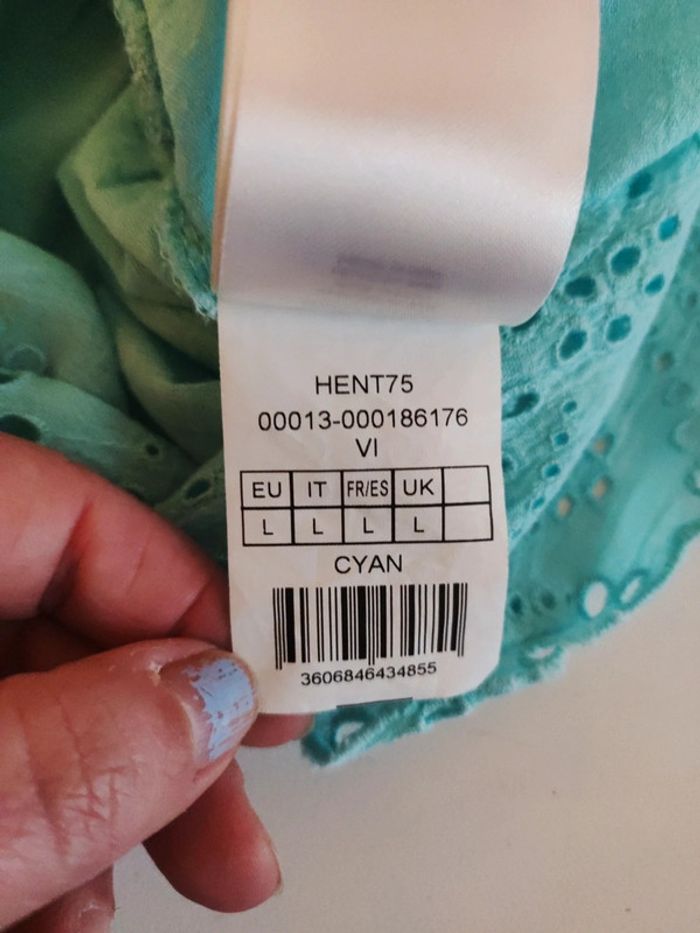 HENT75
00013-000186176
VI
EU IT FR/ES UK
L L L L
CYAN
3606846434855